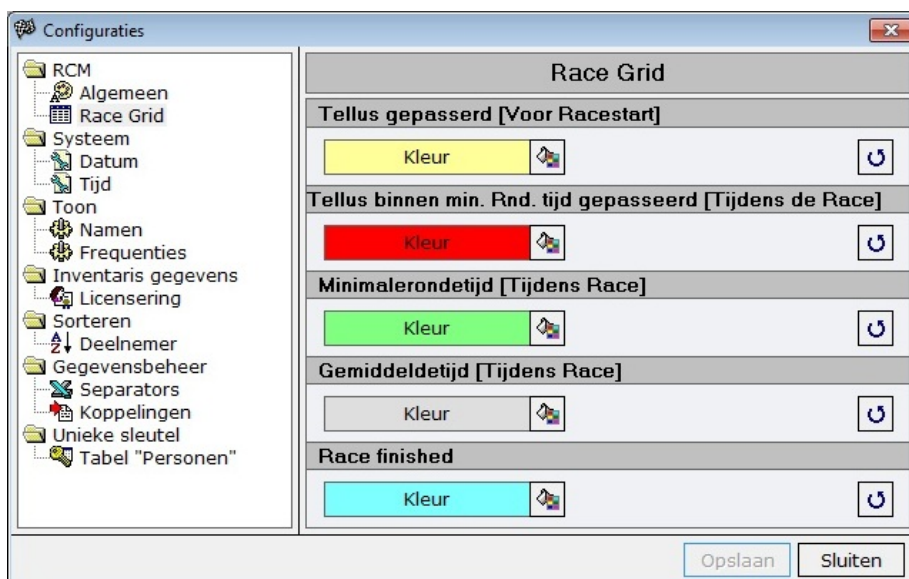 Configuraties
RCM
Algemeen
Race Grid
Systeem
Datum
Tijd
Toon
Namen
Frequenties
Inventaris gegevens
Licensering
Sorteren
Deelnemer
Gegevensbeheer
Separators
Koppelingen
Unieke sleutel
Tabel "Personen"
Race Grid
Tellus gepasserd [Voor Racestart]
Kleur
Tellus binnen min. Rnd. tijd gepasseerd [Tijdens de Race]
Kleur
Minimalerondetijd [Tijdens Race]
Kleur
Gemiddeldetijd [Tijdens Race]
Kleur
Race finished
Kleur
Opslaan
Sluiten